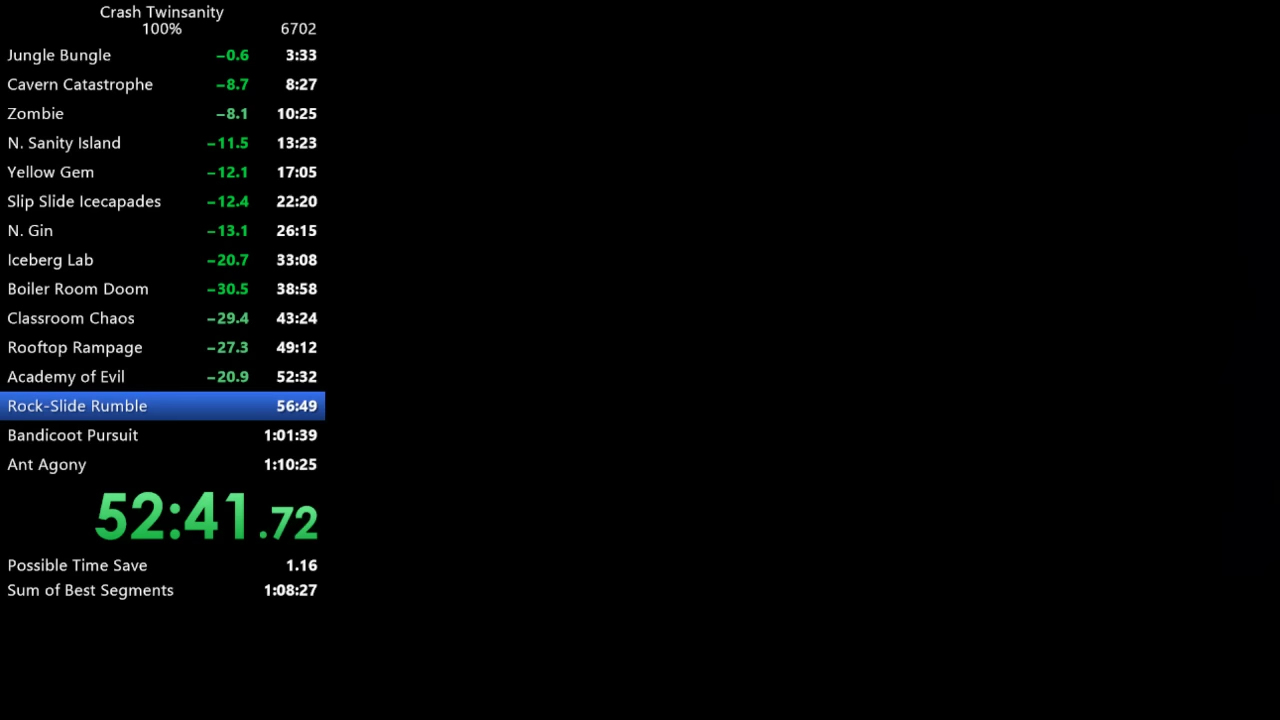 Crash Twinsanity
100% 6702
Jungle Bungle −0.6 3:33
Cavern Catastrophe −8.7 8:27
Zombie −8.1 10:25
N. Sanity Island −11.5 13:23
Yellow Gem −12.1 17:05
Slip Slide Icecapades −12.4 22:20
N. Gin −13.1 26:15
Iceberg Lab −20.7 33:08
Boiler Room Doom −30.5 38:58
Classroom Chaos −29.4 43:24
Rooftop Rampage −27.3 49:12
Academy of Evil −20.9 52:32
Rock-Slide Rumble 56:49
Bandicoot Pursuit 1:01:39
Ant Agony 1:10:25
52:41.72
Possible Time Save 1.16
Sum of Best Segments 1:08:27